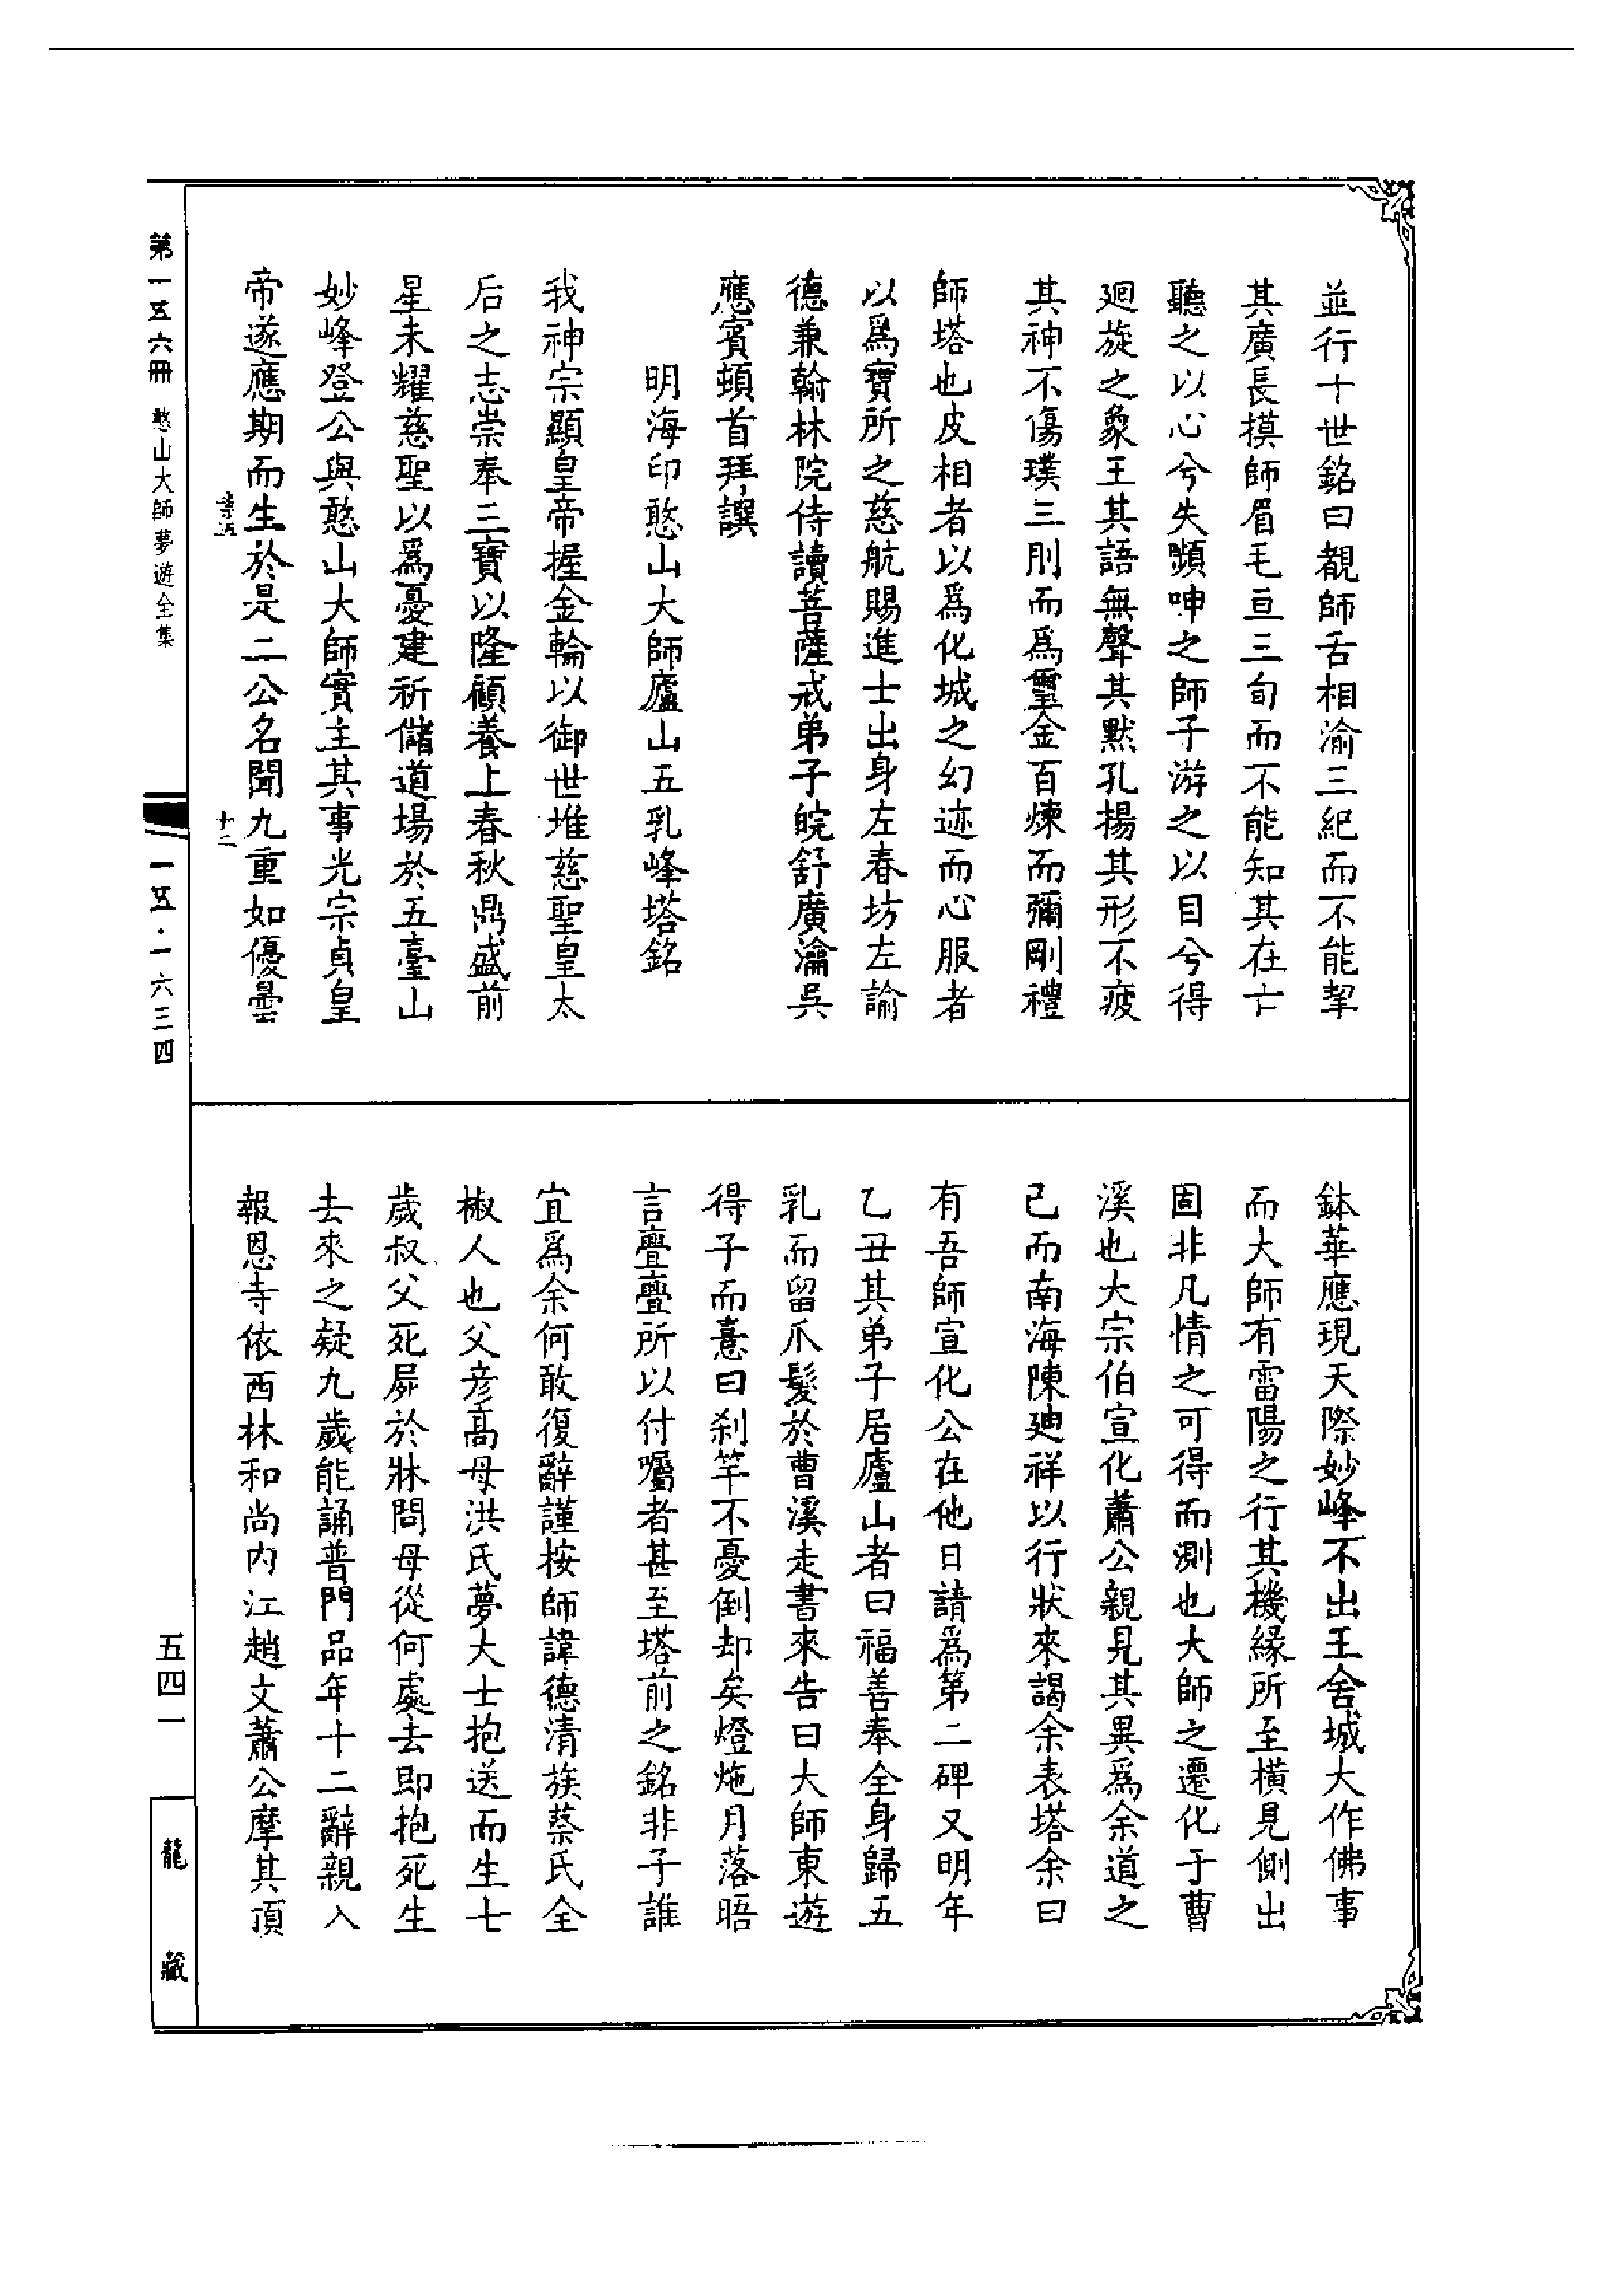 並行十世銘曰覩師舌相渝三紀而不能挈
其廣長摸師眉毛亘三旬而不能知其在亡
聽之以心兮失顰呻之師子游之以目兮得
廻旋之象王其語無聲其默孔揚其形不疲
其神不傷璞三刖而為璽金百煉而彌剛禮
師塔也皮相者以為化城之幻迹而心服者
以為寶所之慈航賜進士出身左春坊左諭
德兼翰林院侍讀菩薩戒弟子皖舒廣瀹吳
應賓頓首拜譔
明海印憨山大師廬山五乳峰塔銘
我神宗顯皇帝握金輪以御世堆慈聖皇太
后之志崇奉三寶以隆顧養上春秋鼎盛前
星未耀慈聖以為憂建祈儲道場於五臺山
妙峰登公與憨山大師實主其事光宗貞皇
帝遂應期而生於是二公名聞九重如優曇
鉢華應現天際妙峰不出王舍城大作佛事
而大師有雷陽之行其機緣所至橫見側出
固非凡情之可得而測也大師之遷化于曹
溪也大宗伯宣化蕭公親見其異為余道之
已而南海陳廸祥以行狀來謁余表塔余曰
有吾師宣化公在他日請為第二碑又明年
乙丑其弟子居廬山者曰福善奉全身歸五
乳而留爪髮於曹溪走書來告曰大師東遊
得子而憙曰剎竿不憂倒却矣燈炧月落晤
言亹亹所以付囑者甚至塔前之銘非子誰
宜為余何敢復辭謹按師諱德清族蔡氏全
椒人也父彦高母洪氏夢大士抱送而生七
歲叔父死屍於牀問母從何處去即抱死生
去來之疑九歲能誦普門品年十二辭親入
報恩寺依西林和尚內江趙文蕭公摩其頂
第一五六冊 憨山大師夢遊全集
十二
一五·一六三四
五四一
龍藏